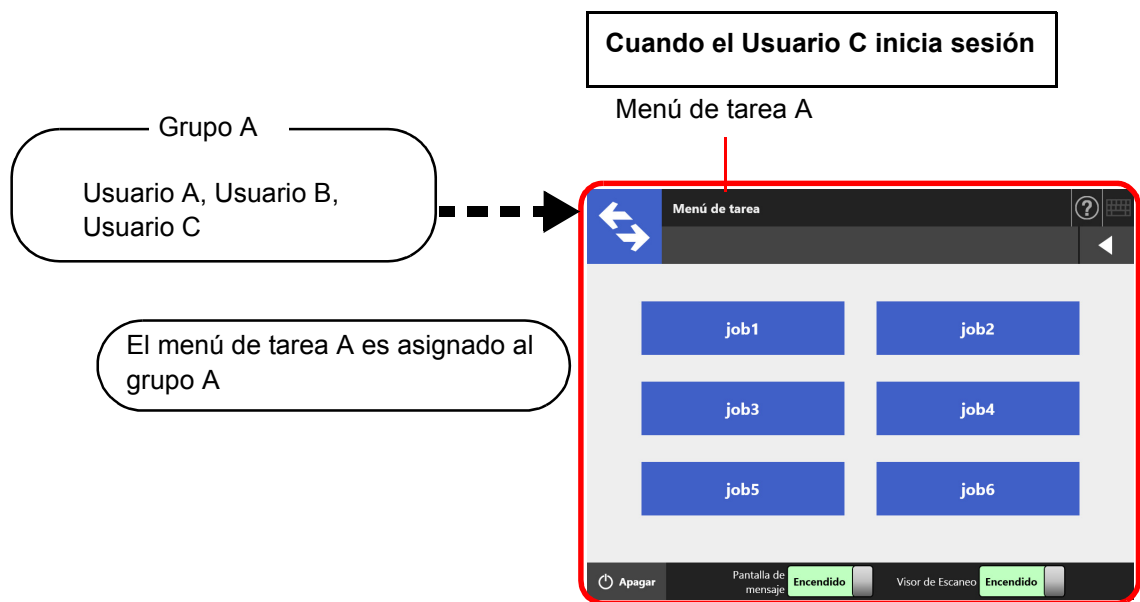 Cuando el Usuario C inicia sesión
Menú de tarea A
Grupo A
Usuario A, Usuario B,
Usuario C
El menú de tarea A es asignado al
grupo A
Menú de tarea
?
job1
job2
job3
job4
job5
job6
Apagar
Pantalla de
mensaje
Encendido
Visor de Escaneo
Encendido